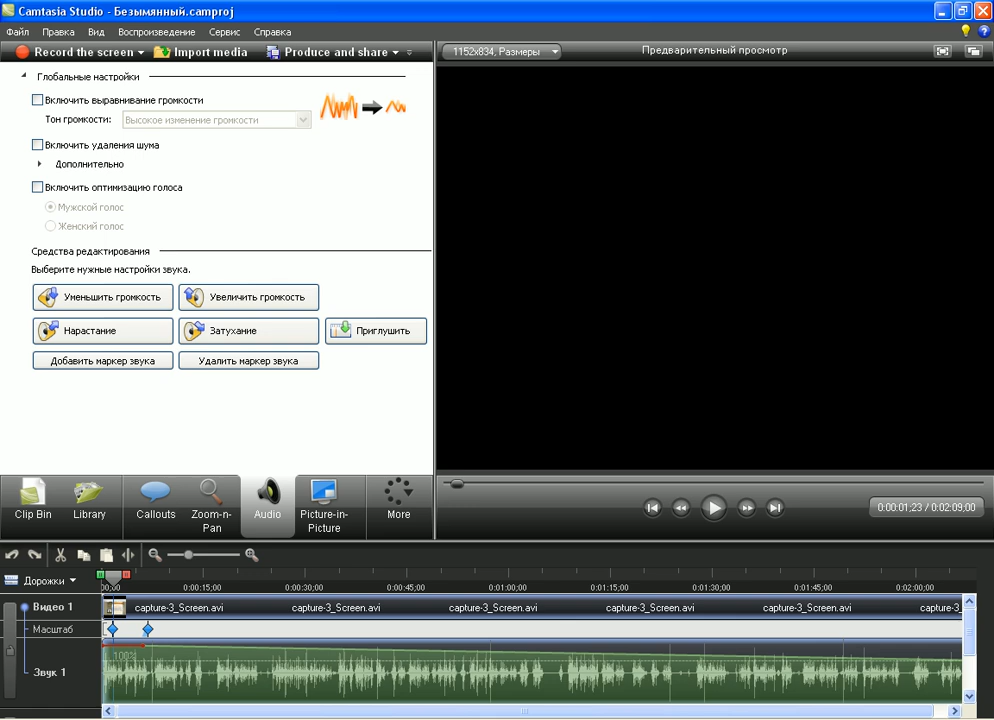 Camtasia Studio - Безымянный.camproj
Файл Правка Вид Воспроизведение Сервис Справка
Record the screen Import media Produce and share
1152x834, Размеры Предварительный просмотр
Глобальные настройки
Включить выравнивание громкости
Тон громкости: Высокое изменение громкости
Включить удаления шума
Дополнительно
Включить оптимизацию голоса
Мужской голос
Женский голос
Средства редактирования
Выберите нужные настройки звука.
Уменьшить громкость Увеличить громкость
Нарастание Затухание Приглушить
Добавить маркер звука Удалить маркер звука
Clip Bin Library Callouts Zoom-n-Pan Audio Picture-in-Picture More
0:00:01;23 / 0:02:09;00
Дорожки
00;00 0:00:15;00 0:00:30;00 0:00:45;00 0:01:00;00 0:01:15;00 0:01:30;00 0:01:45;00 0:02:00;00
Видео 1 capture-3_Screen.avi capture-3_Screen.avi capture-3_Screen.avi capture-3_Screen.avi capture-3_Screen.avi capture-3_
Масштаб
100%
Звук 1